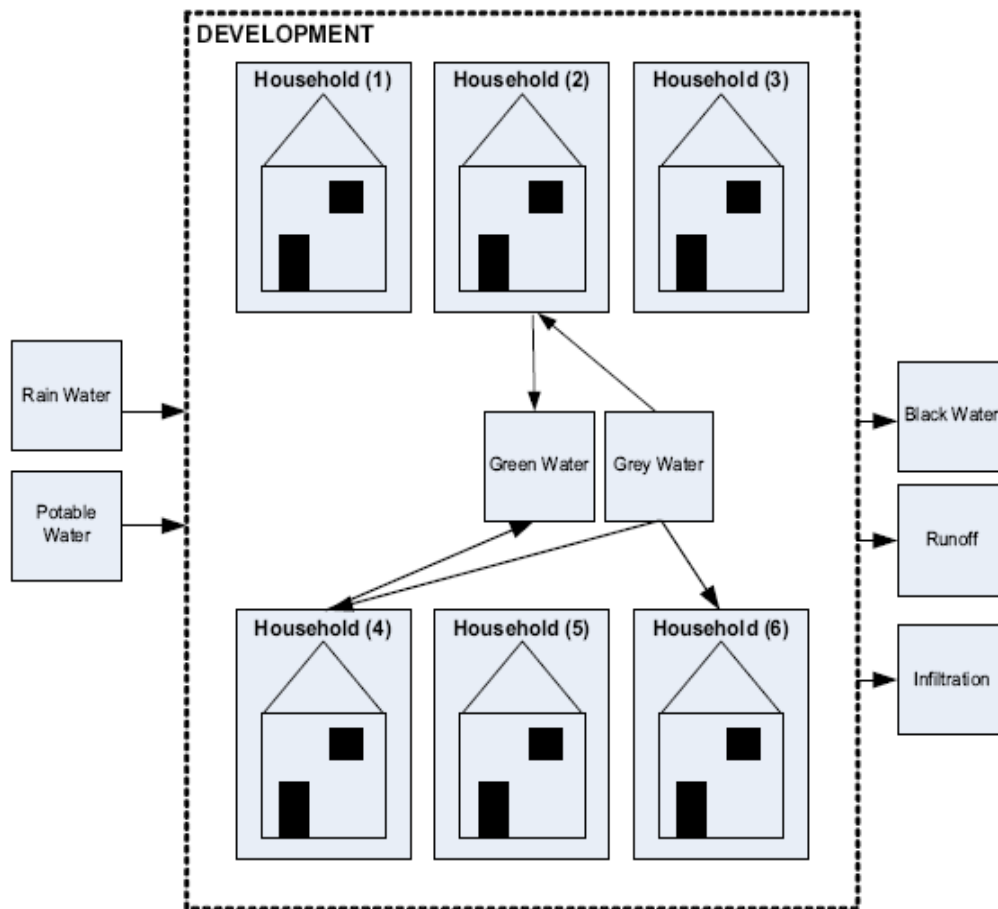 DEVELOPMENT
Household (1)
Household (2)
Household (3)
Rain Water
Potable
Water
Green Water
Grey Water
Black Water
Runoff
Infiltration
Household (4)
Household (5)
Household (6)